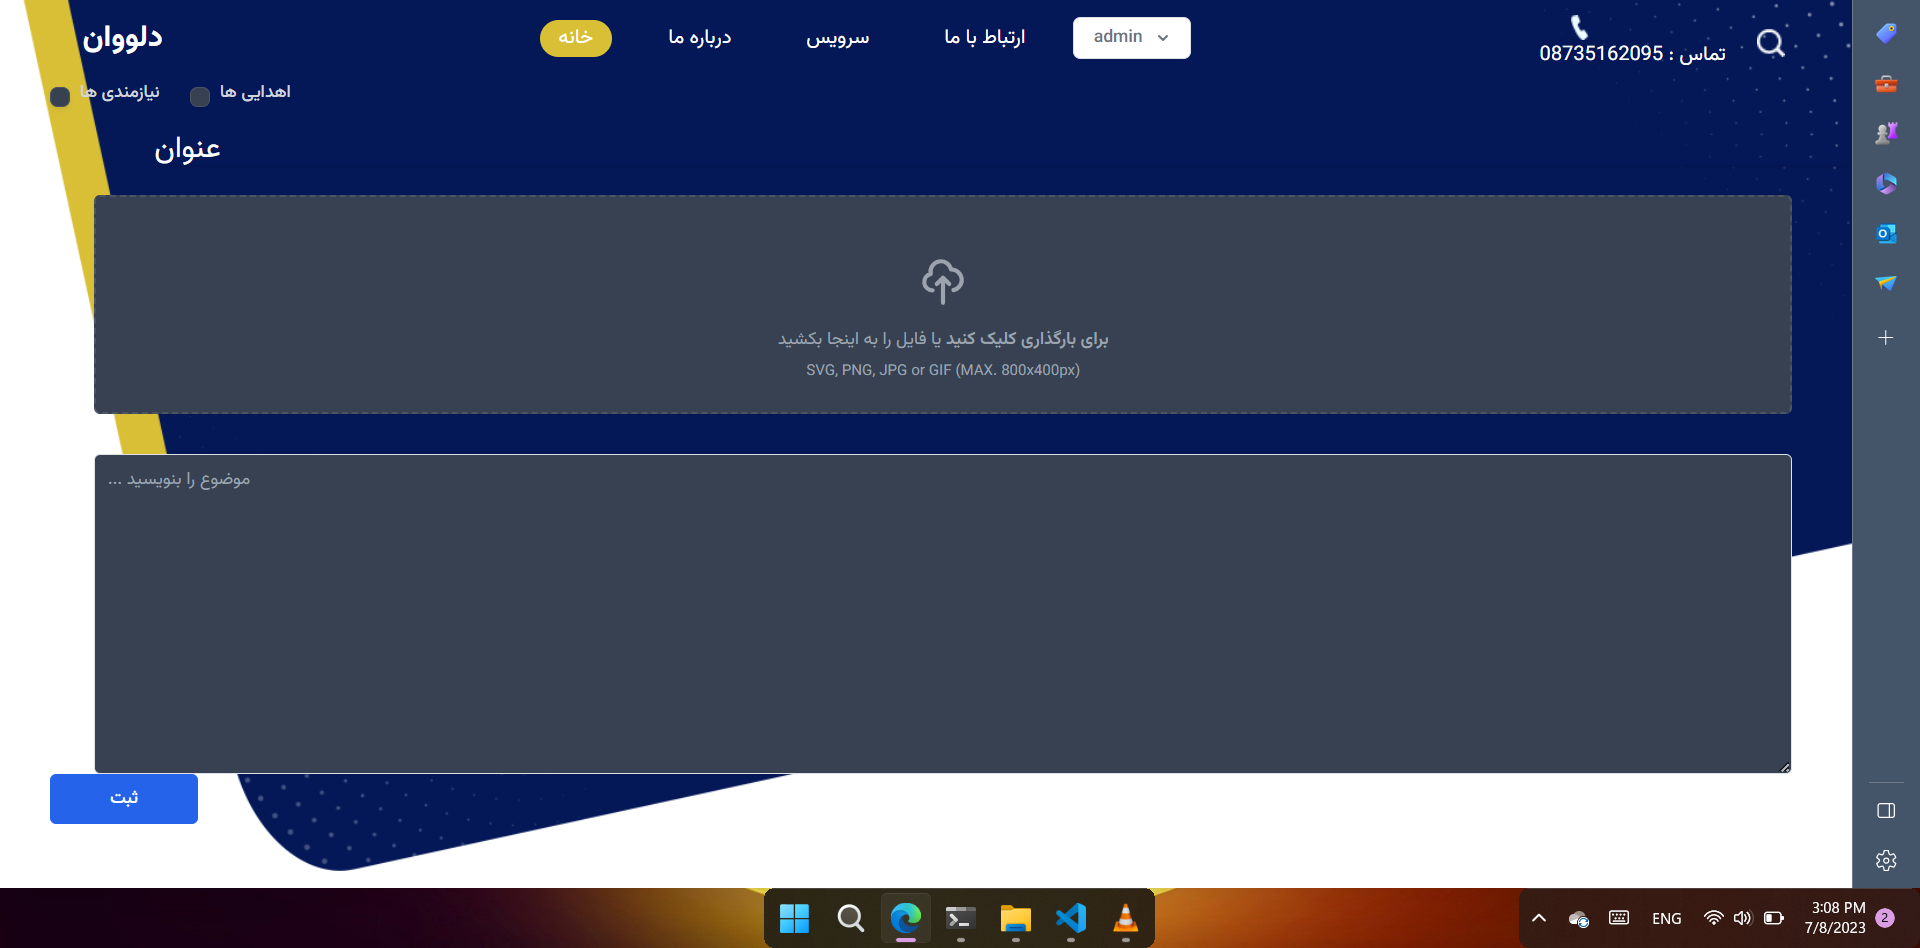 دلووان
خانه
درباره ما
سرویس
ارتباط با ما
admin
تماس : 08735162095
نیازمندی ها
اهدایی ها
عنوان
برای بارگذاری کلیک کنید یا فایل را به اینجا بکشید
SVG, PNG, JPG or GIF (MAX. 800x400px)
موضوع را بنویسید ...
ثبت
ENG
3:08 PM
7/8/2023
2